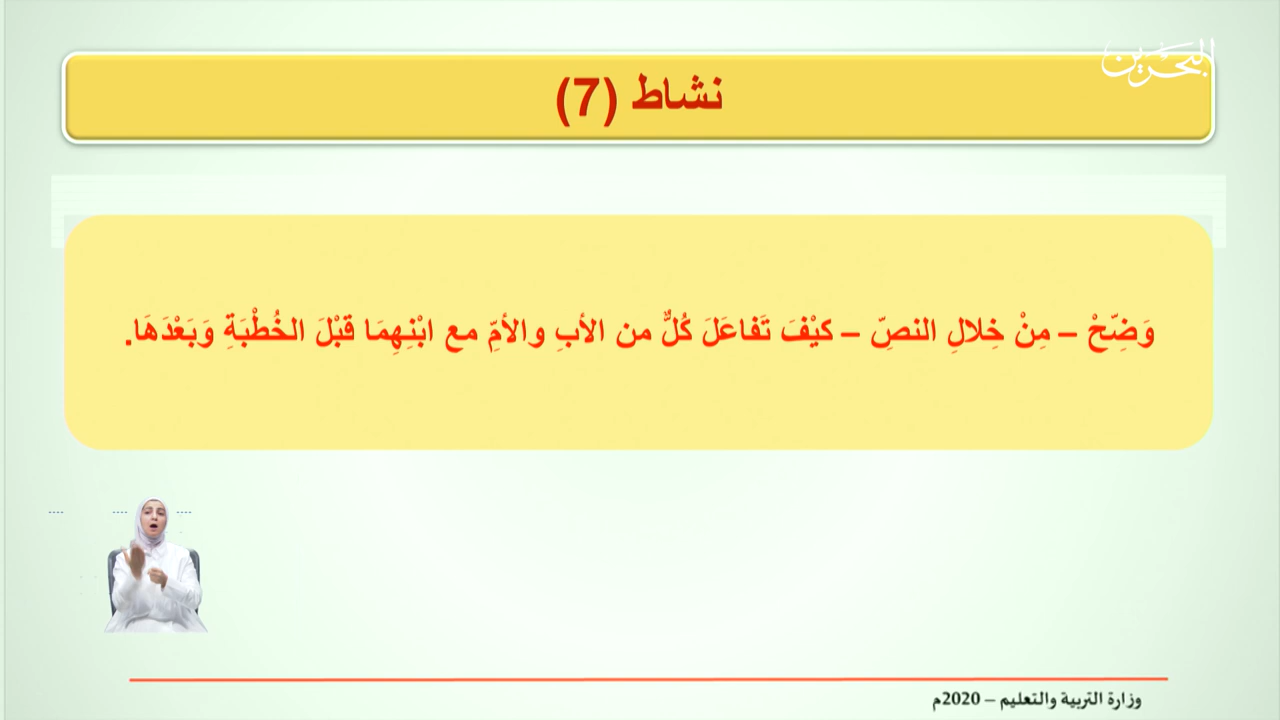 البحرين
نشاط (7)
وَضِّحْ – مِنْ خِلالِ النصِّ – كيْفَ تَفاعَلَ كُلٌّ من الأبِ والأمِّ مع ابْنِهِمَا قبْلَ الخُطْبَةِ وَبَعْدَهَا.
وزارة التربية والتعليم – 2020م